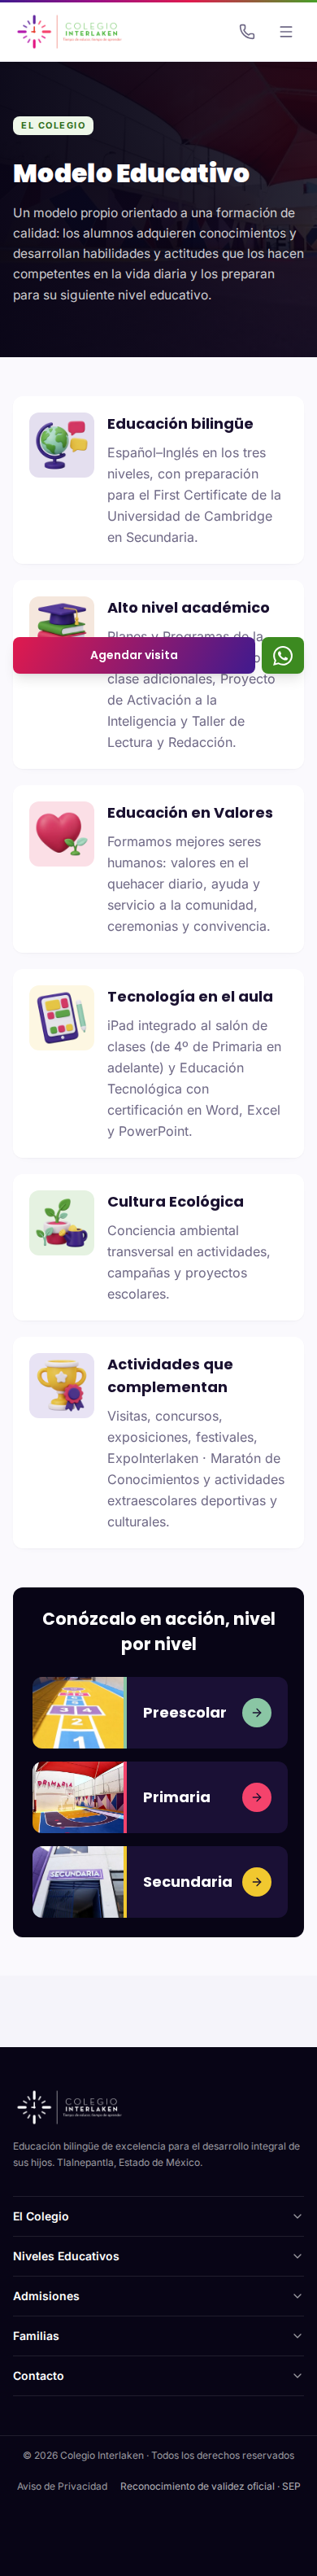 COLEGIO
INTERLAKEN
EL COLEGIO
Modelo Educativo
Un modelo propio orientado a una formación de
calidad: los alumnos adquieren conocimientos y
desarrollan habilidades y actitudes que los hacen
competentes en la vida diaria y los preparan
para su siguiente nivel educativo.
Educación bilingüe
Español–Inglés en los tres
niveles, con preparación
para el First Certificate de la
Universidad de Cambridge
en Secundaria.
Alto nivel académico
Planes y Programas de la
Agendar visita
clase adicionales, Proyecto
de Activación a la
Inteligencia y Taller de
Lectura y Redacción.
Educación en Valores
Formamos mejores seres
humanos: valores en el
quehacer diario, ayuda y
servicio a la comunidad,
ceremonias y convivencia.
Tecnología en el aula
iPad integrado al salón de
clases (de 4º de Primaria en
adelante) y Educación
Tecnológica con
certificación en Word, Excel
y PowerPoint.
Cultura Ecológica
Conciencia ambiental
transversal en actividades,
campañas y proyectos
escolares.
Actividades que
complementan
Visitas, concursos,
exposiciones, festivales,
ExpoInterlaken · Maratón de
Conocimientos y actividades
extraescolares deportivas y
culturales.
Conózcalo en acción, nivel
por nivel
Preescolar
PRIMARIA
Primaria
SECUNDARIA
Secundaria
COLEGIO
INTERLAKEN
Educación bilingüe de excelencia para el desarrollo integral de
sus hijos. Tlalnepantla, Estado de México.
El Colegio
Niveles Educativos
Admisiones
Familias
Contacto
© 2026 Colegio Interlaken · Todos los derechos reservados
Aviso de Privacidad Reconocimiento de validez oficial · SEP